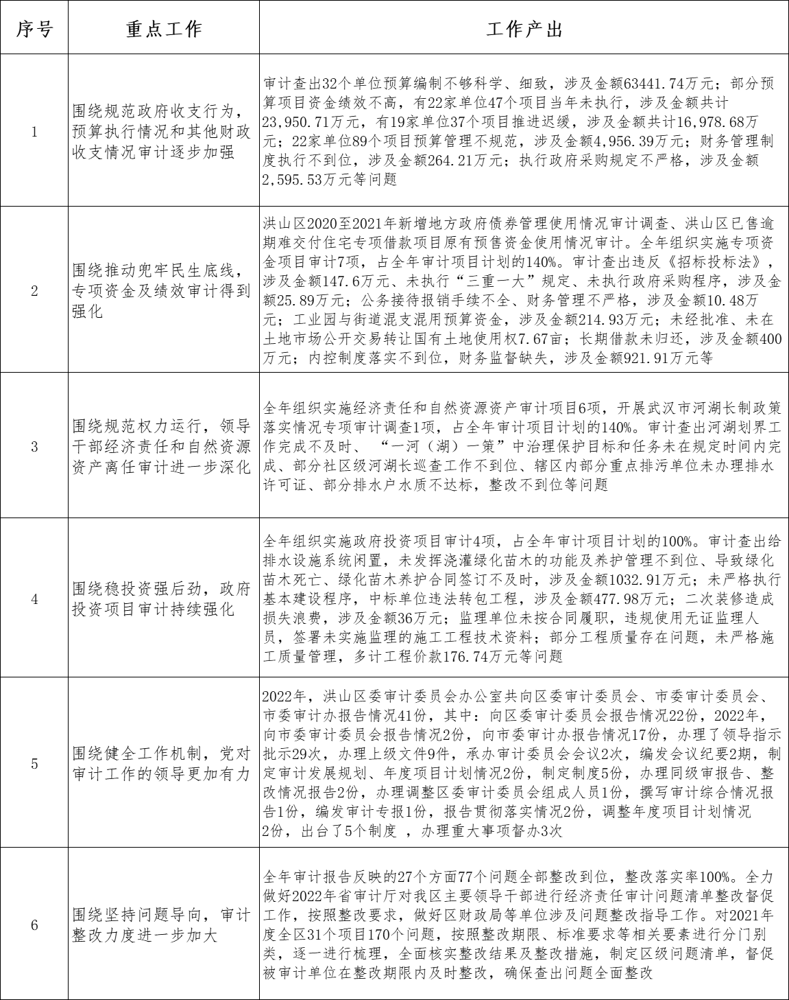 序号
重点工作
工作产出
1
围绕规范政府收支行为，
预算执行情况和其他财政
收支情况审计逐步加强
审计查出32个单位预算编制不够科学、细致，涉及金额63441.74万元；部分预
算项目资金绩效不高，有22家单位47个项目当年未执行，涉及金额共计
23,950.71万元，有19家单位37个项目推进迟缓，涉及金额共计16,978.68万
元；22家单位89个项目预算管理不规范，涉及金额4,956.39万元；财务管理制
度执行不到位，涉及金额264.21万元；执行政府采购规定不严格，涉及金额
2,595.53万元等问题
2
围绕推动兜牢民生底线，
专项资金及绩效审计得到
强化
洪山区2020至2021年新增地方政府债券管理使用情况审计调查、洪山区已售逾
期难交付住宅专项借款项目原有预售资金使用情况审计。全年组织实施专项资
金项目审计7项，占全年审计项目计划的140%。审计查出违反《招标投标法》，
涉及金额147.6万元、未执行“三重一大”规定、未执行政府采购程序，涉及金
额25.89万元；公务接待报销手续不全、财务管理不严格，涉及金额10.48万
元；工业园与街道混支混用预算资金，涉及金额214.93万元；未经批准、未在
土地市场公开交易转让国有土地使用权7.67亩；长期借款未归还，涉及金额400
万元；内控制度落实不到位，财务监督缺失，涉及金额921.91万元等
3
围绕规范权力运行，领导
干部经济责任和自然资源
资产离任审计进一步深化
全年组织实施经济责任和自然资源资产审计项目6项，开展武汉市河湖长制政策
落实情况专项审计调查1项，占全年审计项目计划的140%。审计查出河湖划界工
作完成不及时、 “一河（湖）一策”中治理保护目标和任务未在规定时间内完
成、部分社区级河湖长巡查工作不到位、辖区内部分重点排污单位未办理排水
许可证、部分排水户水质不达标，整改不到位等问题
4
围绕稳投资强后劲，政府
投资项目审计持续强化
全年组织实施政府投资项目审计4项，占全年审计项目计划的100%。审计查出给
排水设施系统闲置，未发挥浇灌绿化苗木的功能及养护管理不到位、导致绿化
苗木死亡、绿化苗木养护合同签订不及时，涉及金额1032.91万元；未严格执行
基本建设程序，中标单位违法转包工程，涉及金额477.98万元；二次装修造成
损失浪费，涉及金额36万元；监理单位未按合同履职，违规使用无证监理人
员，签署未实施监理的施工工程技术资料；部分工程质量存在问题，未严格施
工质量管理，多计工程价款176.74万元等问题
5
围绕健全工作机制，党对
审计工作的领导更加有力
2022年，洪山区委审计委员会办公室共向区委审计委员会、市委审计委员会、
市委审计办报告情况41份，其中：向区委审计委员会报告情况22份，2022年，
向市委审计委员会报告情况2份，向市委审计办报告情况17份，办理了领导指示
批示29次，办理上级文件9件，承办审计委员会会议2次，编发会议纪要2期，制
定审计发展规划、年度项目计划情况2份，制定制度5份，办理同级审报告、整
改情况报告2份，办理调整区委审计委员会组成人员1份，撰写审计综合情况报
告1份，编发审计专报1份，报告贯彻落实情况2份，调整年度项目计划情况
2份，出台了5个制度 ，办理重大事项督办3次
6
围绕坚持问题导向，审计
整改力度进一步加大
全年审计报告反映的27个方面77个问题全部整改到位，整改落实率100%。全力
做好2022年省审计厅对我区主要领导干部进行经济责任审计问题清单整改督促
工作，按照整改要求，做好区财政局等单位涉及问题整改指导工作。对2021年
度全区31个项目170个问题，按照整改期限、标准要求等相关要素进行分门别
类，逐一进行梳理，全面核实整改结果及整改措施，制定区级问题清单，督促
被审计单位在整改期限内及时整改，确保查出问题全面整改